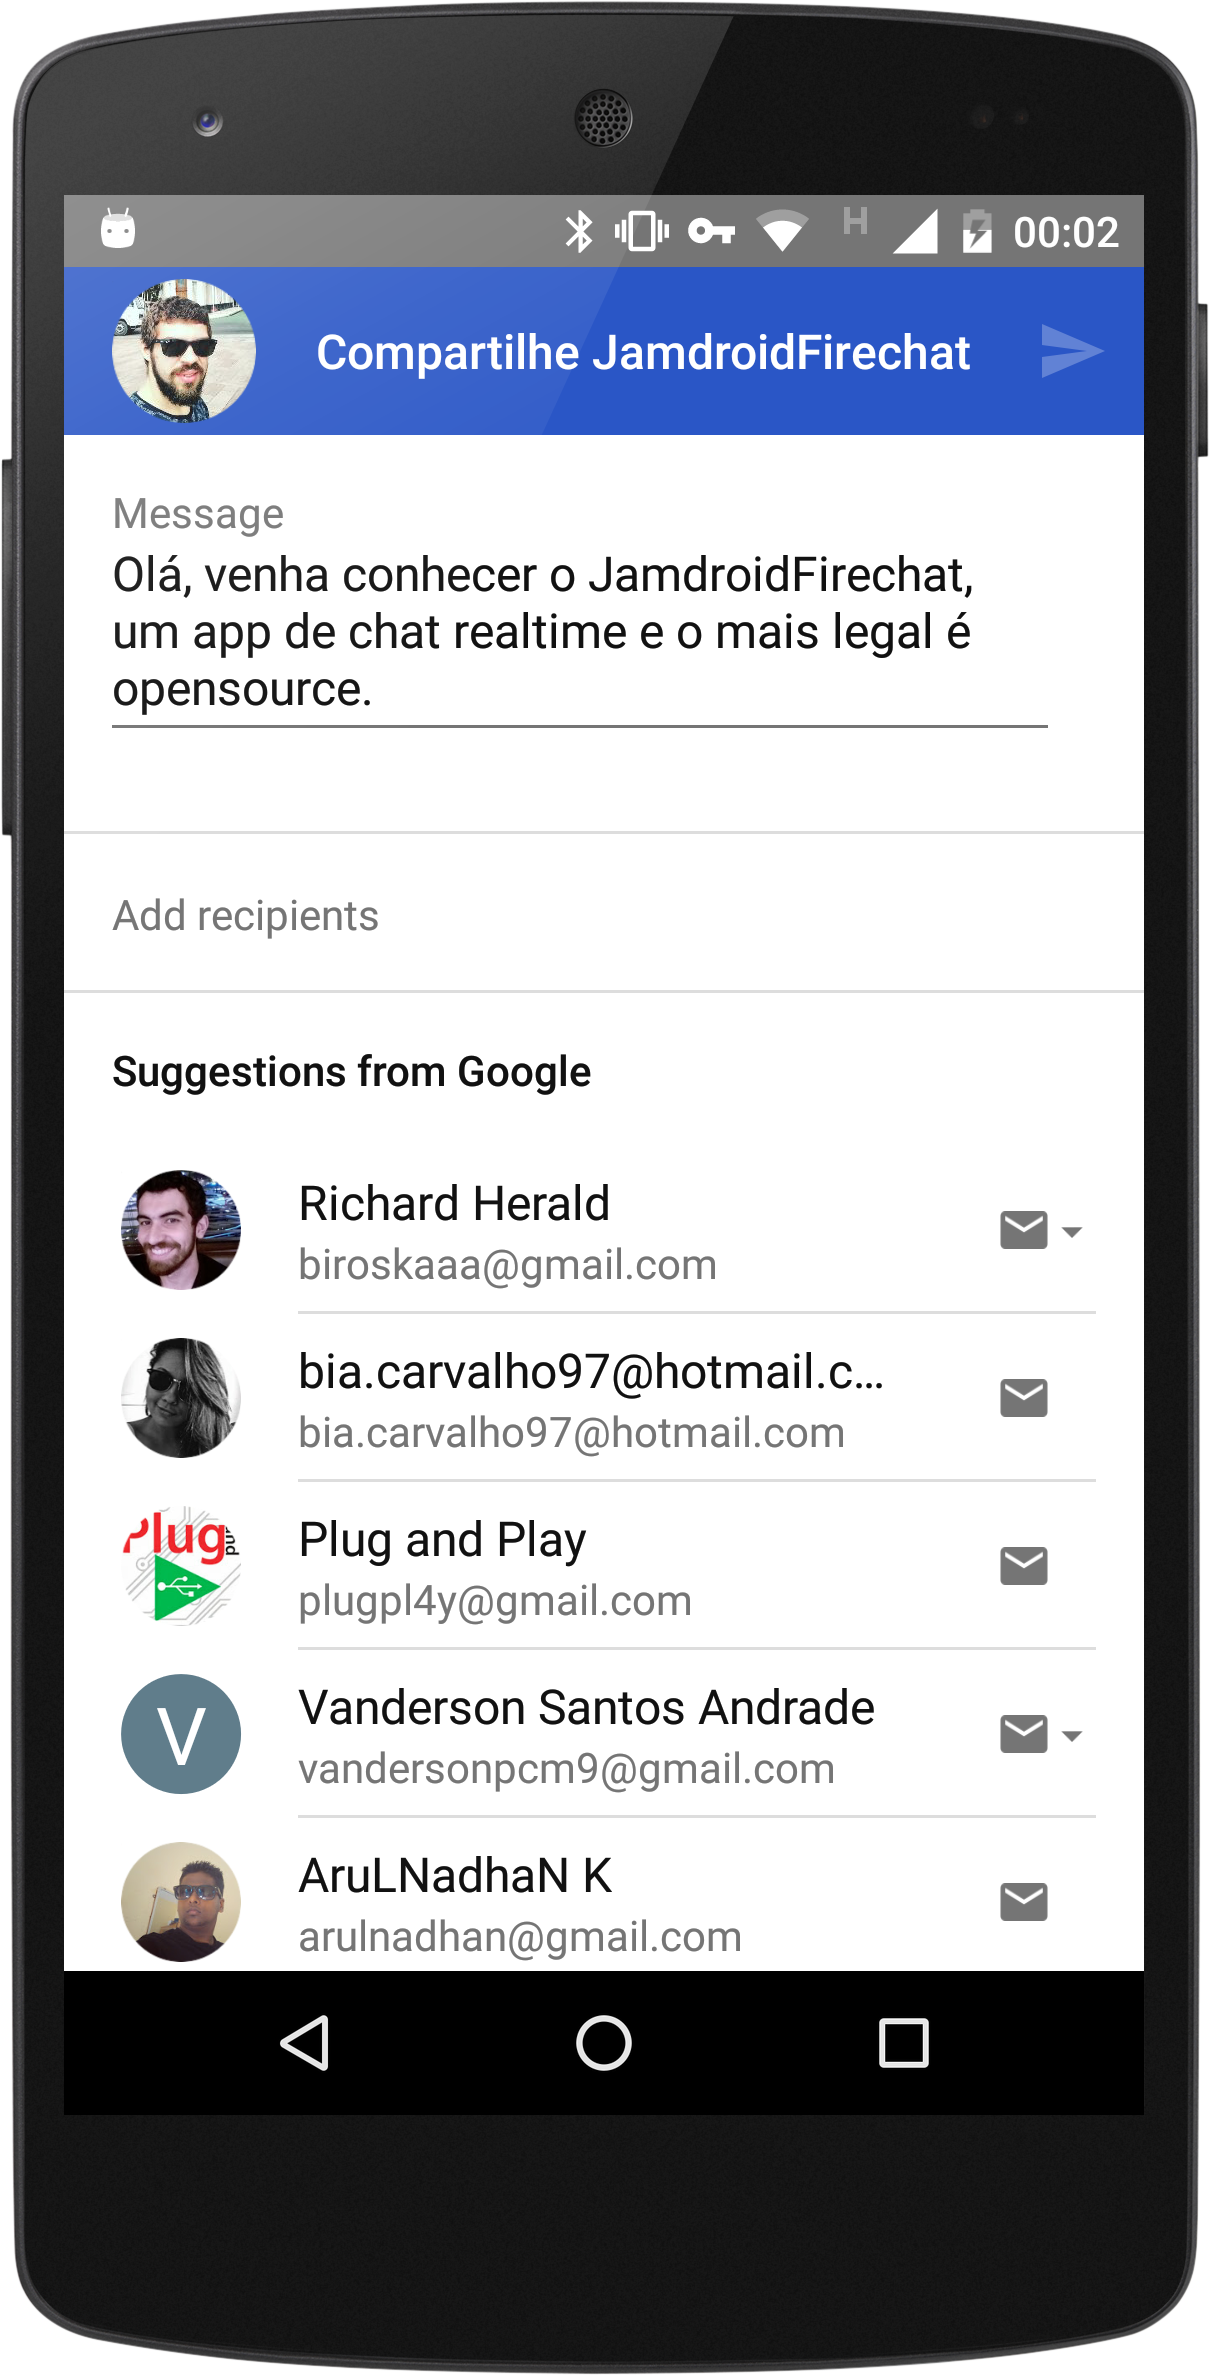 H 00:02
Compartilhe JamdroidFirechat
Message
Olá, venha conhecer o JamdroidFirechat,
um app de chat realtime e o mais legal é
opensource.
Add recipients
Suggestions from Google
Richard Herald
biroskaaa@gmail.com
bia.carvalho97@hotmail.c…
bia.carvalho97@hotmail.com
Plug and
Plug and Play
plugpl4y@gmail.com
V
Vanderson Santos Andrade
vandersonpcm9@gmail.com
AruLNadhaN K
arulnadhan@gmail.com